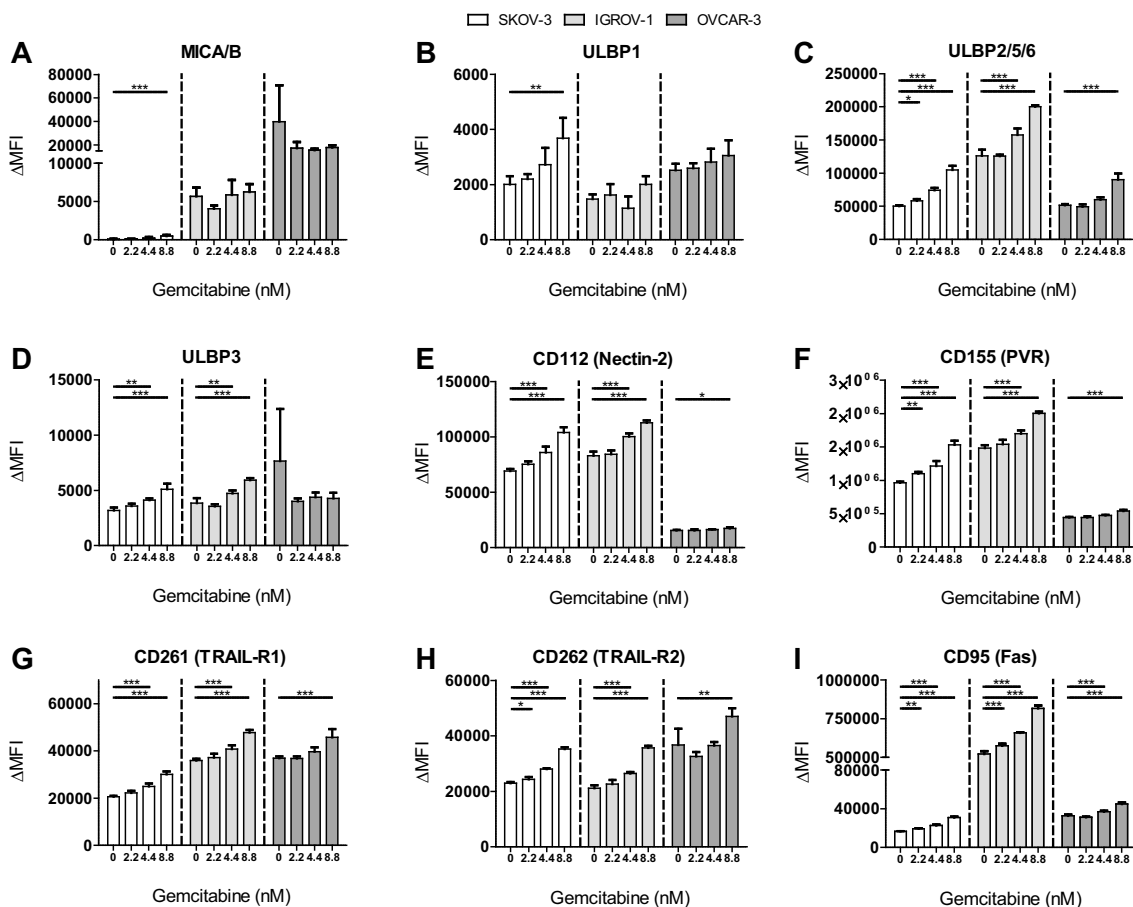 SKOV-3 IGROV-1 OVCAR-3
A MICA/B
ΔMFI
80000
60000
40000
20000
10000
5000
0
***
0 2.2 4.4 8.8 0 2.2 4.4 8.8 0 2.2 4.4 8.8
Gemcitabine (nM)
B ULBP1
ΔMFI
6000
4000
2000
0
**
0 2.2 4.4 8.8 0 2.2 4.4 8.8 0 2.2 4.4 8.8
Gemcitabine (nM)
C ULBP2/5/6
ΔMFI
250000
200000
150000
100000
50000
0
*** *** ***
*** ***
*
0 2.2 4.4 8.8 0 2.2 4.4 8.8 0 2.2 4.4 8.8
Gemcitabine (nM)
D ULBP3
ΔMFI
15000
10000
5000
0
** **
*** ***
0 2.2 4.4 8.8 0 2.2 4.4 8.8 0 2.2 4.4 8.8
Gemcitabine (nM)
E CD112 (Nectin-2)
ΔMFI
150000
100000
50000
0
*** ***
*** *** *
0 2.2 4.4 8.8 0 2.2 4.4 8.8 0 2.2 4.4 8.8
Gemcitabine (nM)
F CD155 (PVR)
ΔMFI
3×10⁰⁶
2×10⁰⁶
2×10⁰⁶
1×10⁰⁶
5×10⁰⁵
0
*** ***
*** *** ***
**
0 2.2 4.4 8.8 0 2.2 4.4 8.8 0 2.2 4.4 8.8
Gemcitabine (nM)
G CD261 (TRAIL-R1)
ΔMFI
60000
40000
20000
0
*** ***
*** *** ***
0 2.2 4.4 8.8 0 2.2 4.4 8.8 0 2.2 4.4 8.8
Gemcitabine (nM)
H CD262 (TRAIL-R2)
ΔMFI
60000
40000
20000
0
*** ***
*** *** **
*
0 2.2 4.4 8.8 0 2.2 4.4 8.8 0 2.2 4.4 8.8
Gemcitabine (nM)
I CD95 (Fas)
ΔMFI
1000000
750000
500000
80000
40000
0
*** *** ***
*** *** ***
** ***
0 2.2 4.4 8.8 0 2.2 4.4 8.8 0 2.2 4.4 8.8
Gemcitabine (nM)